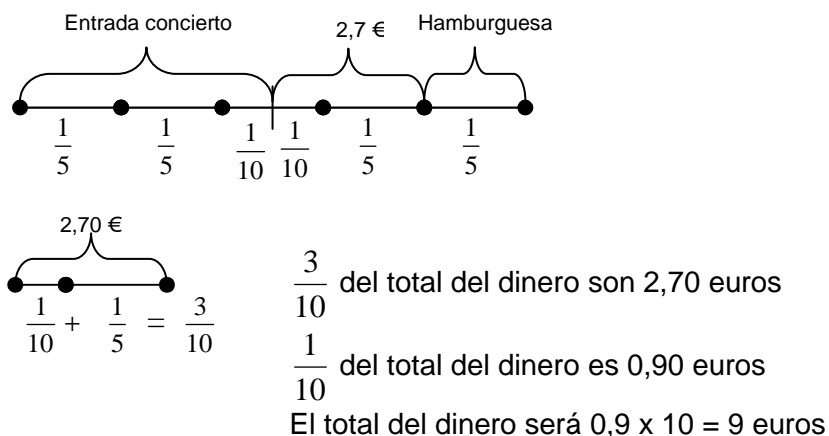 Entrada concierto 2,7 € Hamburguesa
1/5 1/5 1/10 1/10 1/5 1/5
2,70 €
1/10 + 1/5 = 3/10
3/10 del total del dinero son 2,70 euros
1/10 del total del dinero es 0,90 euros
El total del dinero será 0,9 x 10 = 9 euros